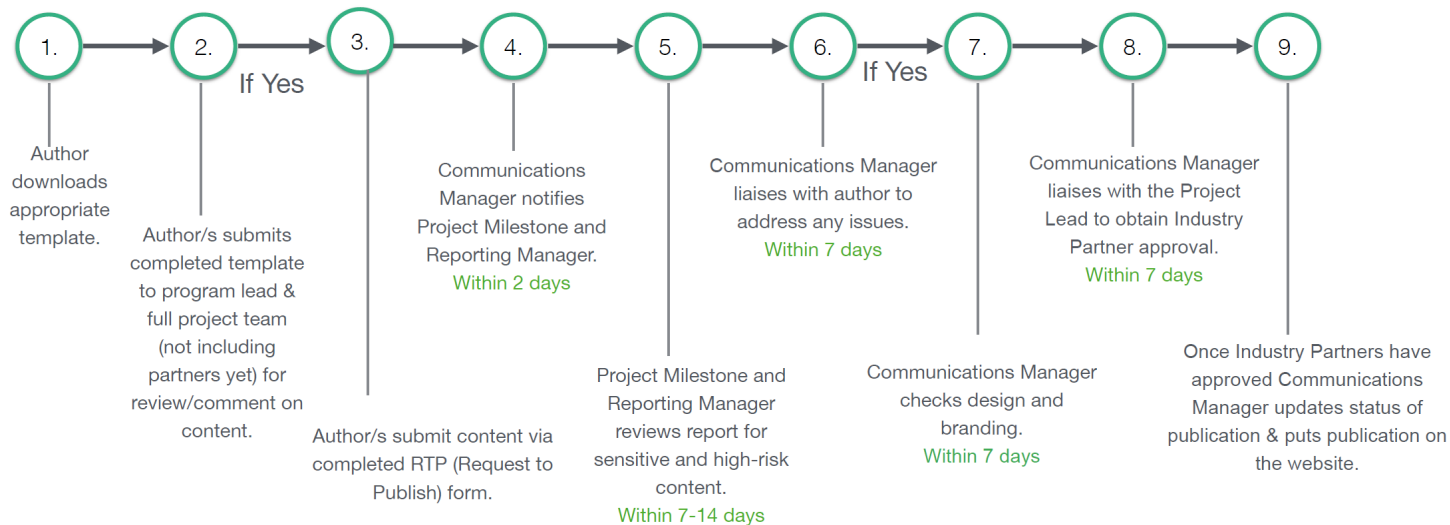 1.
2.
3.
4.
5.
6.
7.
8.
9.
If Yes
If Yes
Author
downloads
appropriate
template.
Author/s submits
completed template
to program lead &
full project team
(not including
partners yet) for
review/comment on
content.
Author/s submit content via
completed RTP (Request to
Publish) form.
Communications
Manager notifies
Project Milestone and
Reporting Manager.
Within 2 days
Project Milestone and
Reporting Manager
reviews report for
sensitive and high-risk
content.
Within 7-14 days
Communications Manager
liaises with author to
address any issues.
Within 7 days
Communications Manager
checks design and
branding.
Within 7 days
Communications Manager
liaises with the Project
Lead to obtain Industry
Partner approval.
Within 7 days
Once Industry Partners have
approved Communications
Manager updates status of
publication & puts publication on
the website.